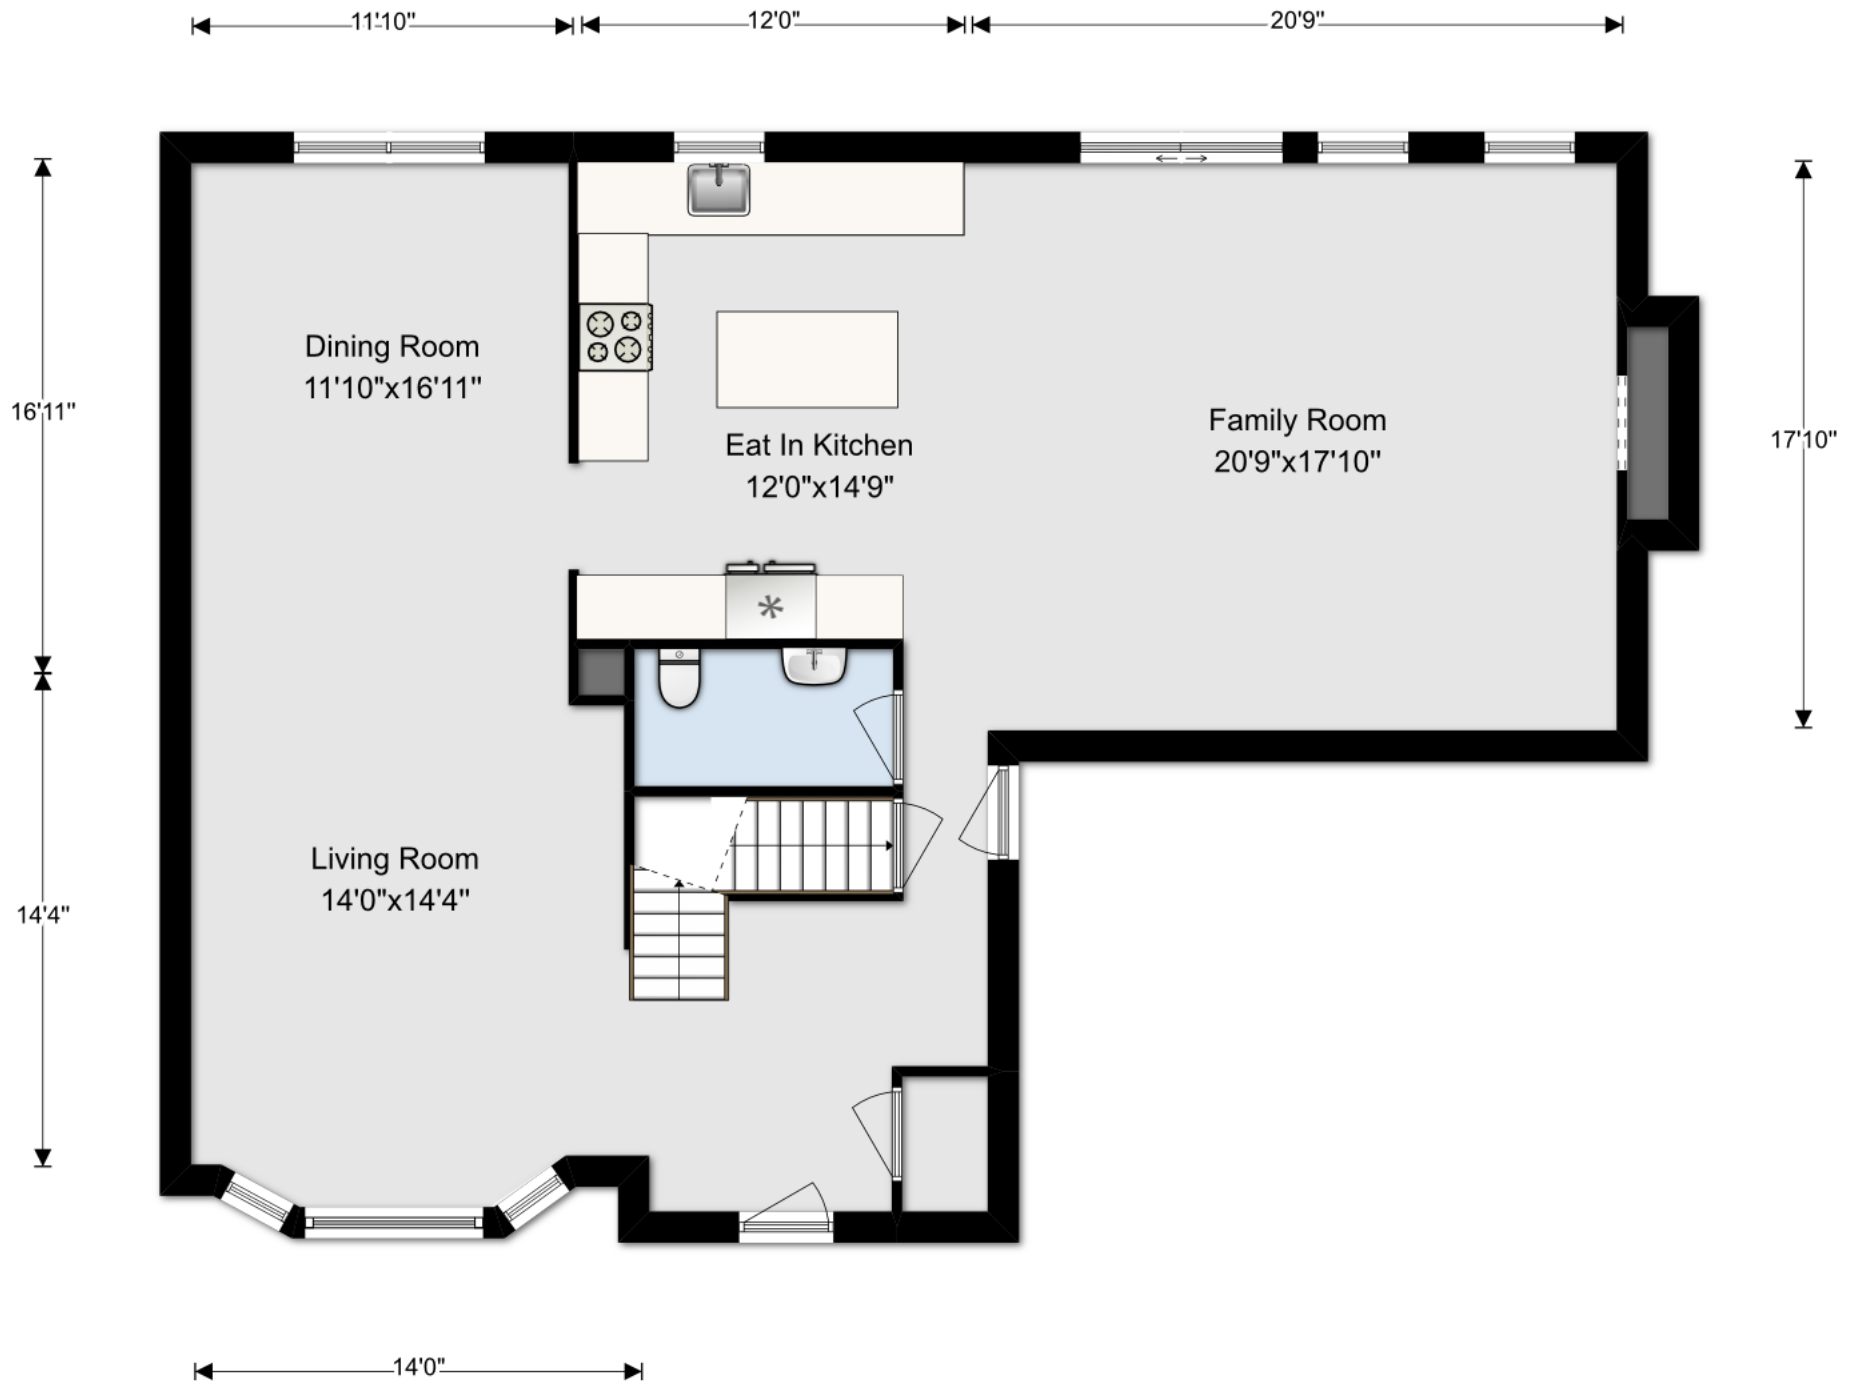 11'10"
12'0"
20'9"
Dining Room
11'10"x16'11"
16'11"
Eat In Kitchen
12'0"x14'9"
Family Room
20'9"x17'10"
17'10"
Living Room
14'0"x14'4"
14'4"
14'0"